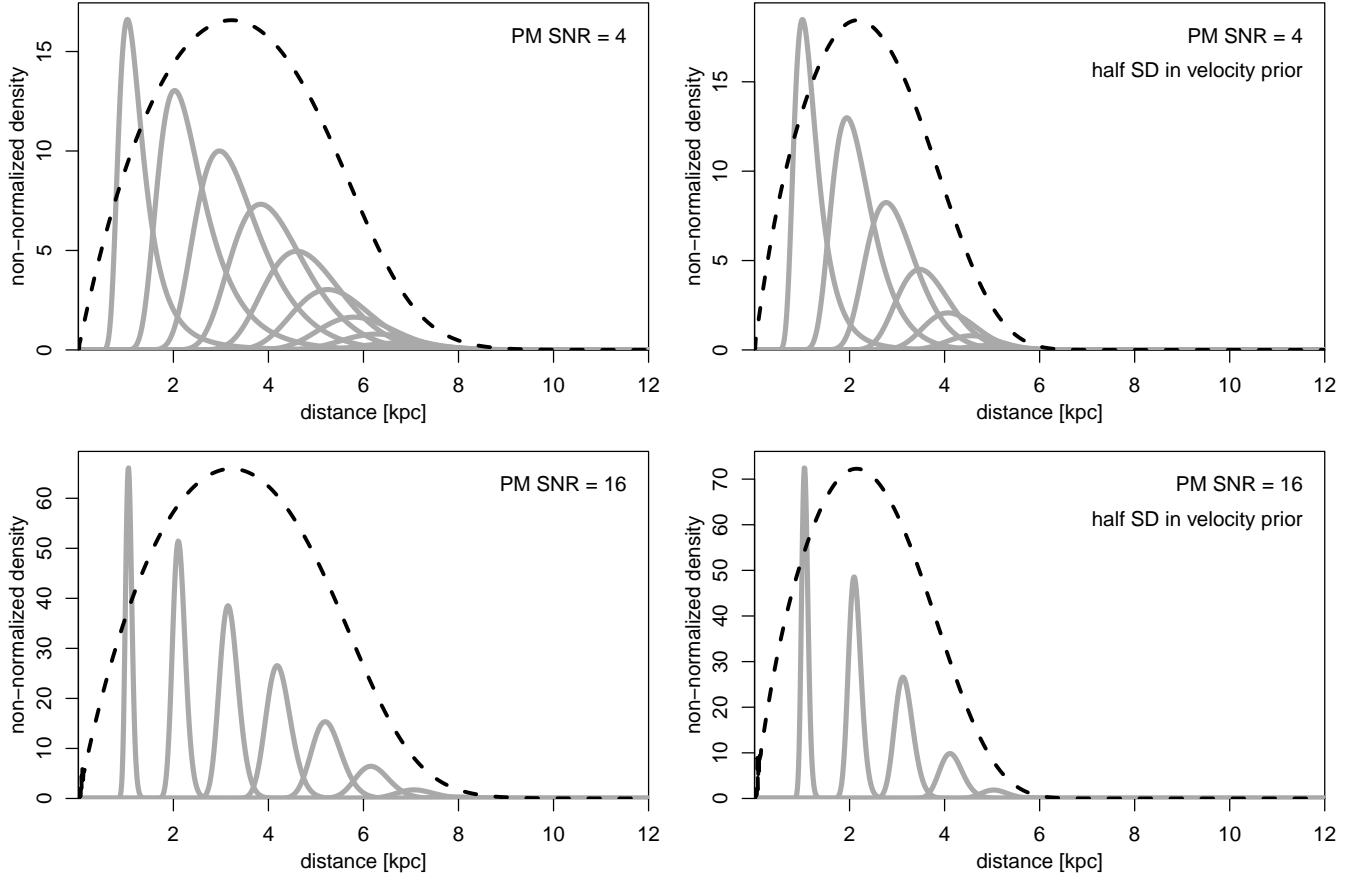 PM SNR = 4
non−normalized density
0 5 10 15
2 4 6 8 10 12
distance [kpc]
PM SNR = 4
half SD in velocity prior
non−normalized density
0 5 10 15
2 4 6 8 10 12
distance [kpc]
PM SNR = 16
non−normalized density
0 10 20 30 40 50 60
2 4 6 8 10 12
distance [kpc]
PM SNR = 16
half SD in velocity prior
non−normalized density
0 10 20 30 40 50 60 70
2 4 6 8 10 12
distance [kpc]